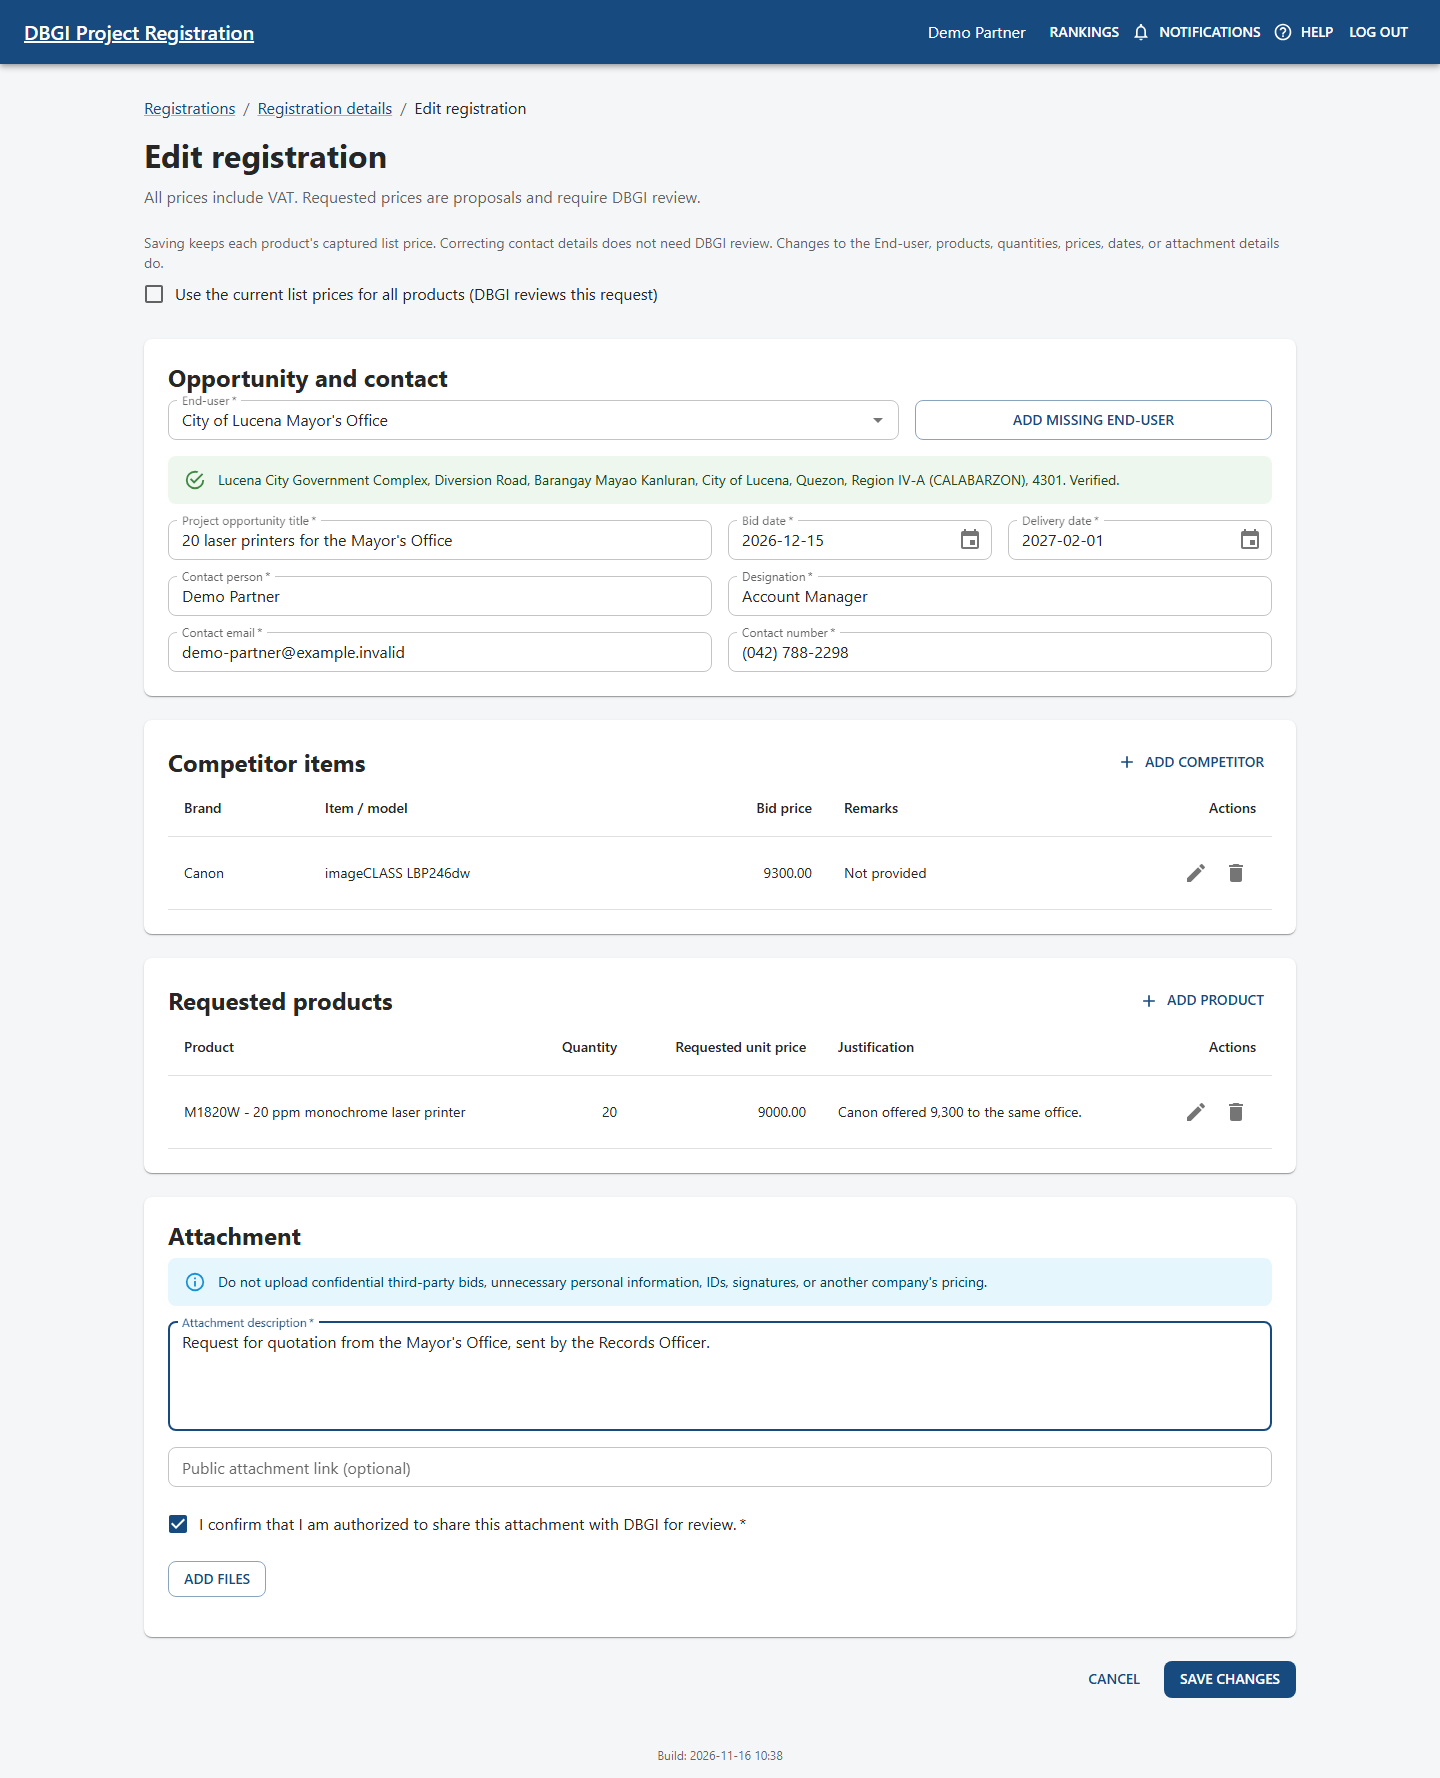 DBGI Project Registration
Demo Partner
RANKINGS
NOTIFICATIONS
HELP
LOG OUT
Registrations / Registration details / Edit registration
Edit registration
All prices include VAT. Requested prices are proposals and require DBGI review.
Saving keeps each product's captured list price. Correcting contact details does not need DBGI review. Changes to the End-user, products, quantities, prices, dates, or attachment details
do.
Use the current list prices for all products (DBGI reviews this request)
Opportunity and contact
End-user *
City of Lucena Mayor's Office
ADD MISSING END-USER
Lucena City Government Complex, Diversion Road, Barangay Mayao Kanluran, City of Lucena, Quezon, Region IV-A (CALABARZON), 4301. Verified.
Project opportunity title *
20 laser printers for the Mayor's Office
Bid date *
2026-12-15
Delivery date *
2027-02-01
Contact person *
Demo Partner
Designation *
Account Manager
Contact email *
demo-partner@example.invalid
Contact number *
(042) 788-2298
Competitor items
ADD COMPETITOR
Brand Item / model Bid price Remarks Actions
Canon imageCLASS LBP246dw 9300.00 Not provided
Requested products
ADD PRODUCT
Product Quantity Requested unit price Justification Actions
M1820W - 20 ppm monochrome laser printer 20 9000.00 Canon offered 9,300 to the same office.
Attachment
Do not upload confidential third-party bids, unnecessary personal information, IDs, signatures, or another company's pricing.
Attachment description *
Request for quotation from the Mayor's Office, sent by the Records Officer.
Public attachment link (optional)
I confirm that I am authorized to share this attachment with DBGI for review. *
ADD FILES
CANCEL
SAVE CHANGES
Build: 2026-11-16 10:38